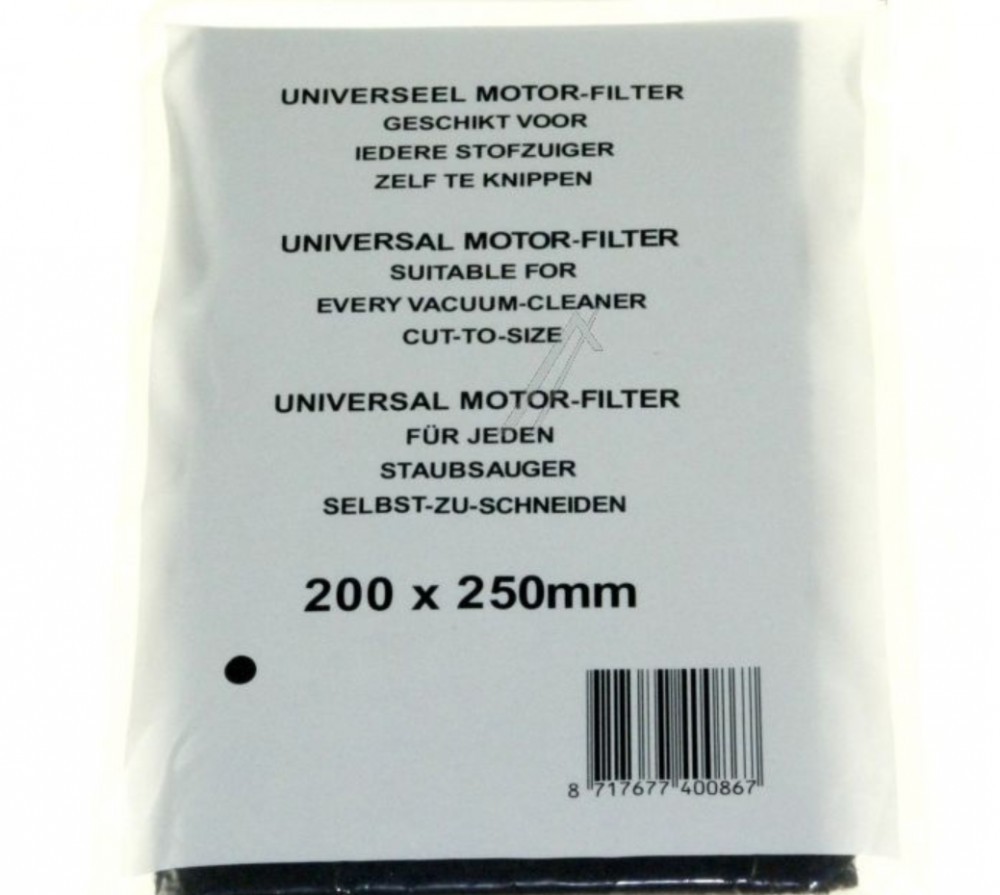 UNIVERSEEL MOTOR-FILTER
GESCHIKT VOOR
IEDERE STOFZUIGER
ZELF TE KNIPPEN
UNIVERSAL MOTOR-FILTER
SUITABLE FOR
EVERY VACUUM-CLEANER
CUT-TO-SIZE
UNIVERSAL MOTOR-FILTER
FÜR JEDEN
STAUBSAUGER
SELBST-ZU-SCHNEIDEN
200 x 250mm
8 717677 400867